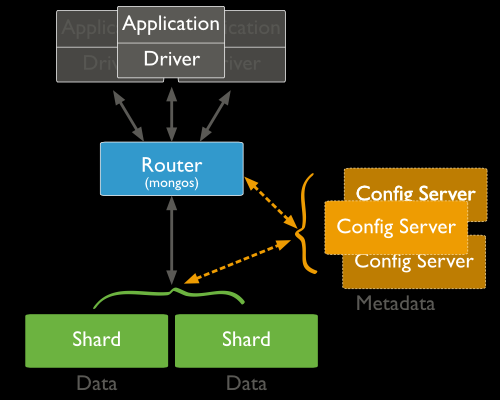 Application
Application
Application
Driver
Driver
Driver
Router
(mongos)
Config Server
Config Server
Config Server
Metadata
Shard
Shard
Data
Data